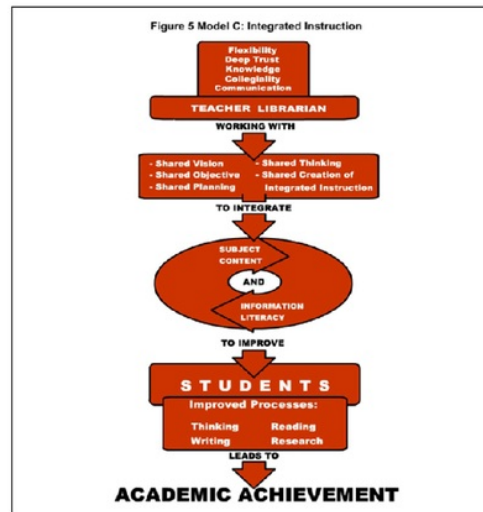 Figure 5 Model C: Integrated Instruction
Flexibility
Deep Trust
Knowledge
Collegiality
Communication
TEACHER LIBRARIAN
WORKING WITH
- Shared Vision
- Shared Objective
- Shared Planning
- Shared Thinking
- Shared Creation of
Integrated Instruction
TO INTEGRATE
SUBJECT
CONTENT
AND
INFORMATION
LITERACY
TO IMPROVE
STUDENTS
Improved Processes:
Thinking Reading
Writing Research
LEADS TO
ACADEMIC ACHIEVEMENT